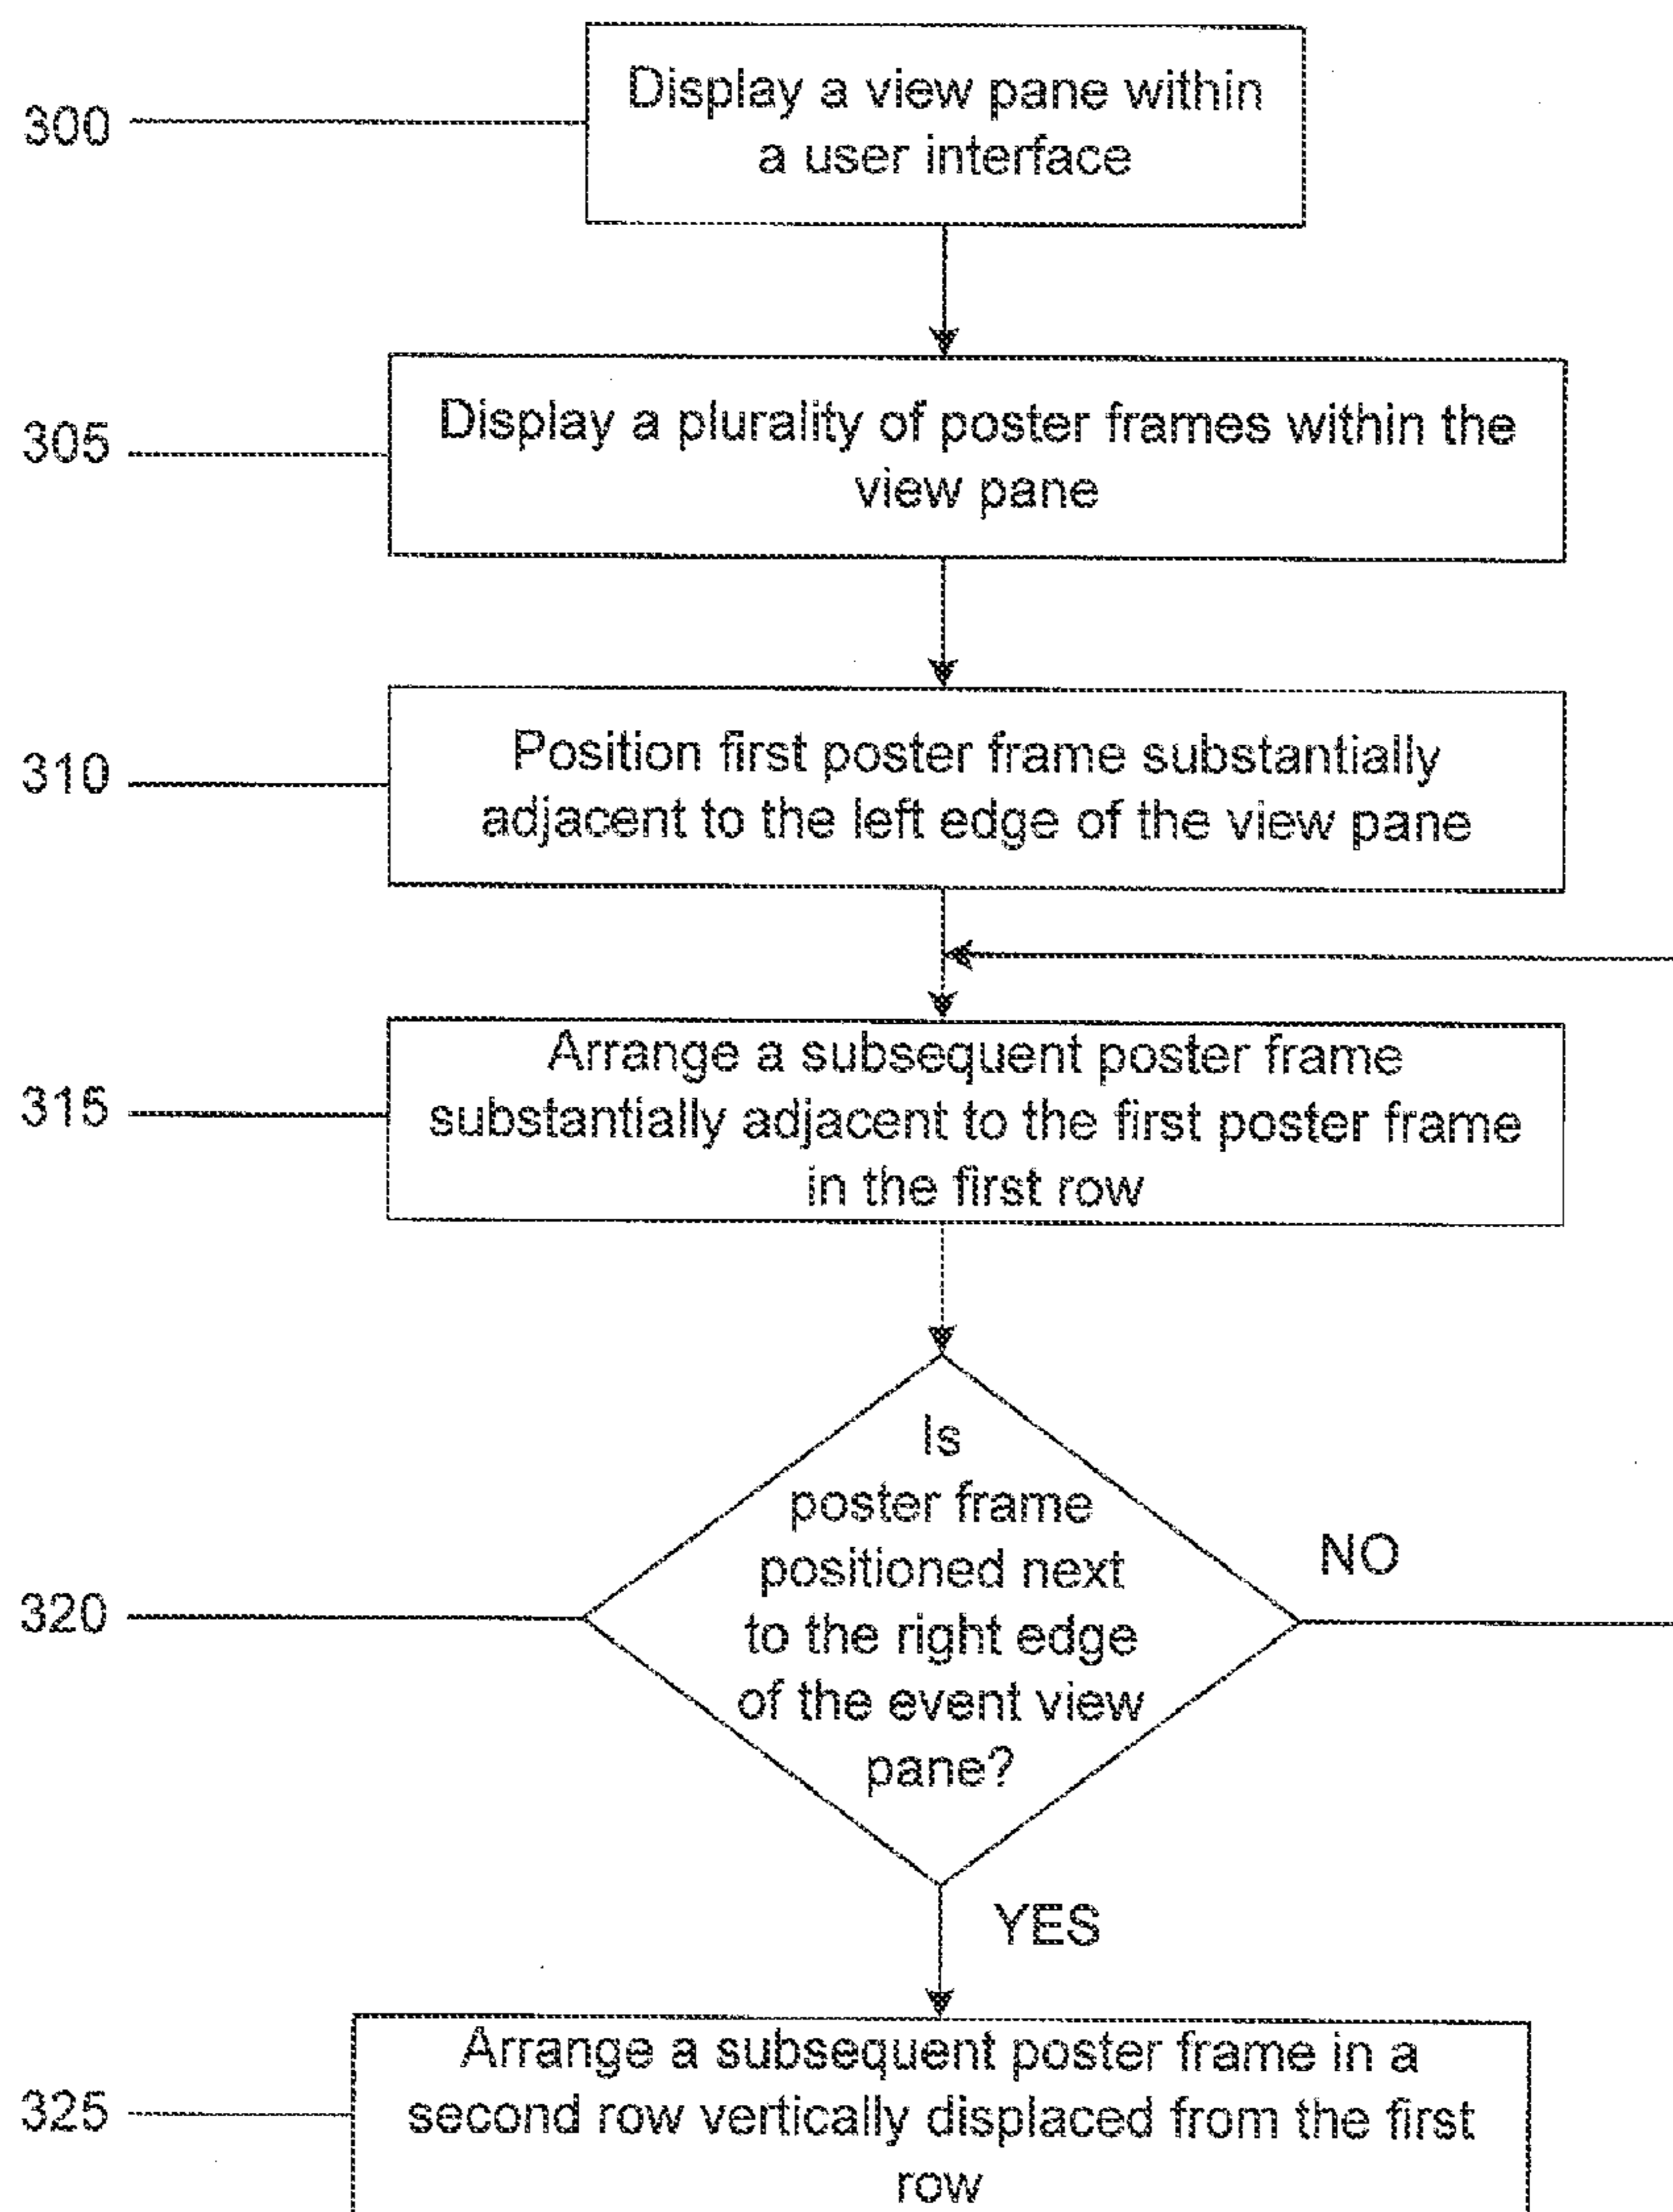 300
Display a view pane within
a user interface
305
Display a plurality of poster frames within the
view pane
310
Position first poster frame substantially
adjacent to the left edge of the view pane
315
Arrange a subsequent poster frame
substantially adjacent to the first poster frame
in the first row
320
Is
poster frame
positioned next
to the right edge
of the event view
pane?
NO
YES
325
Arrange a subsequent poster frame in a
second row vertically displaced from the first
row